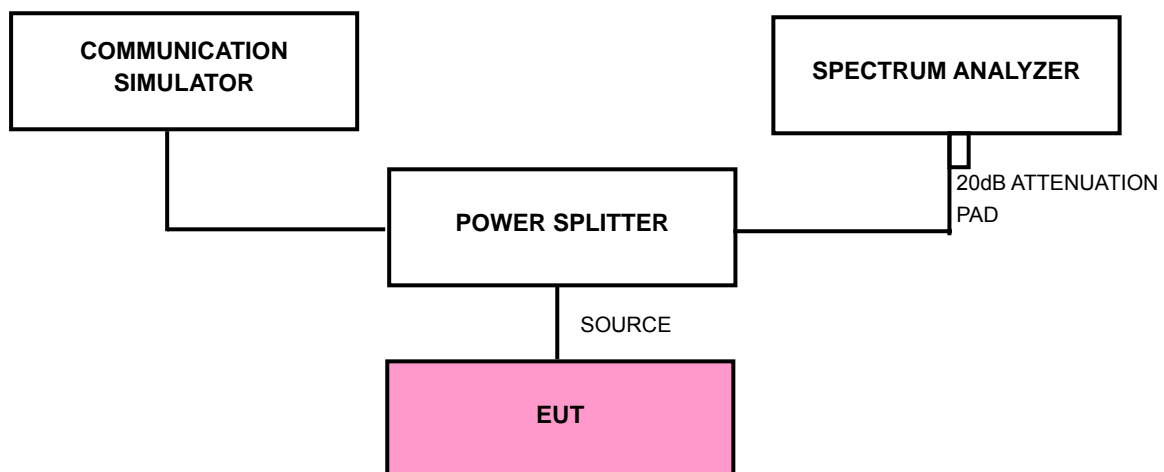 COMMUNICATION
SIMULATOR
SPECTRUM ANALYZER
20dB ATTENUATION
PAD
POWER SPLITTER
SOURCE
EUT